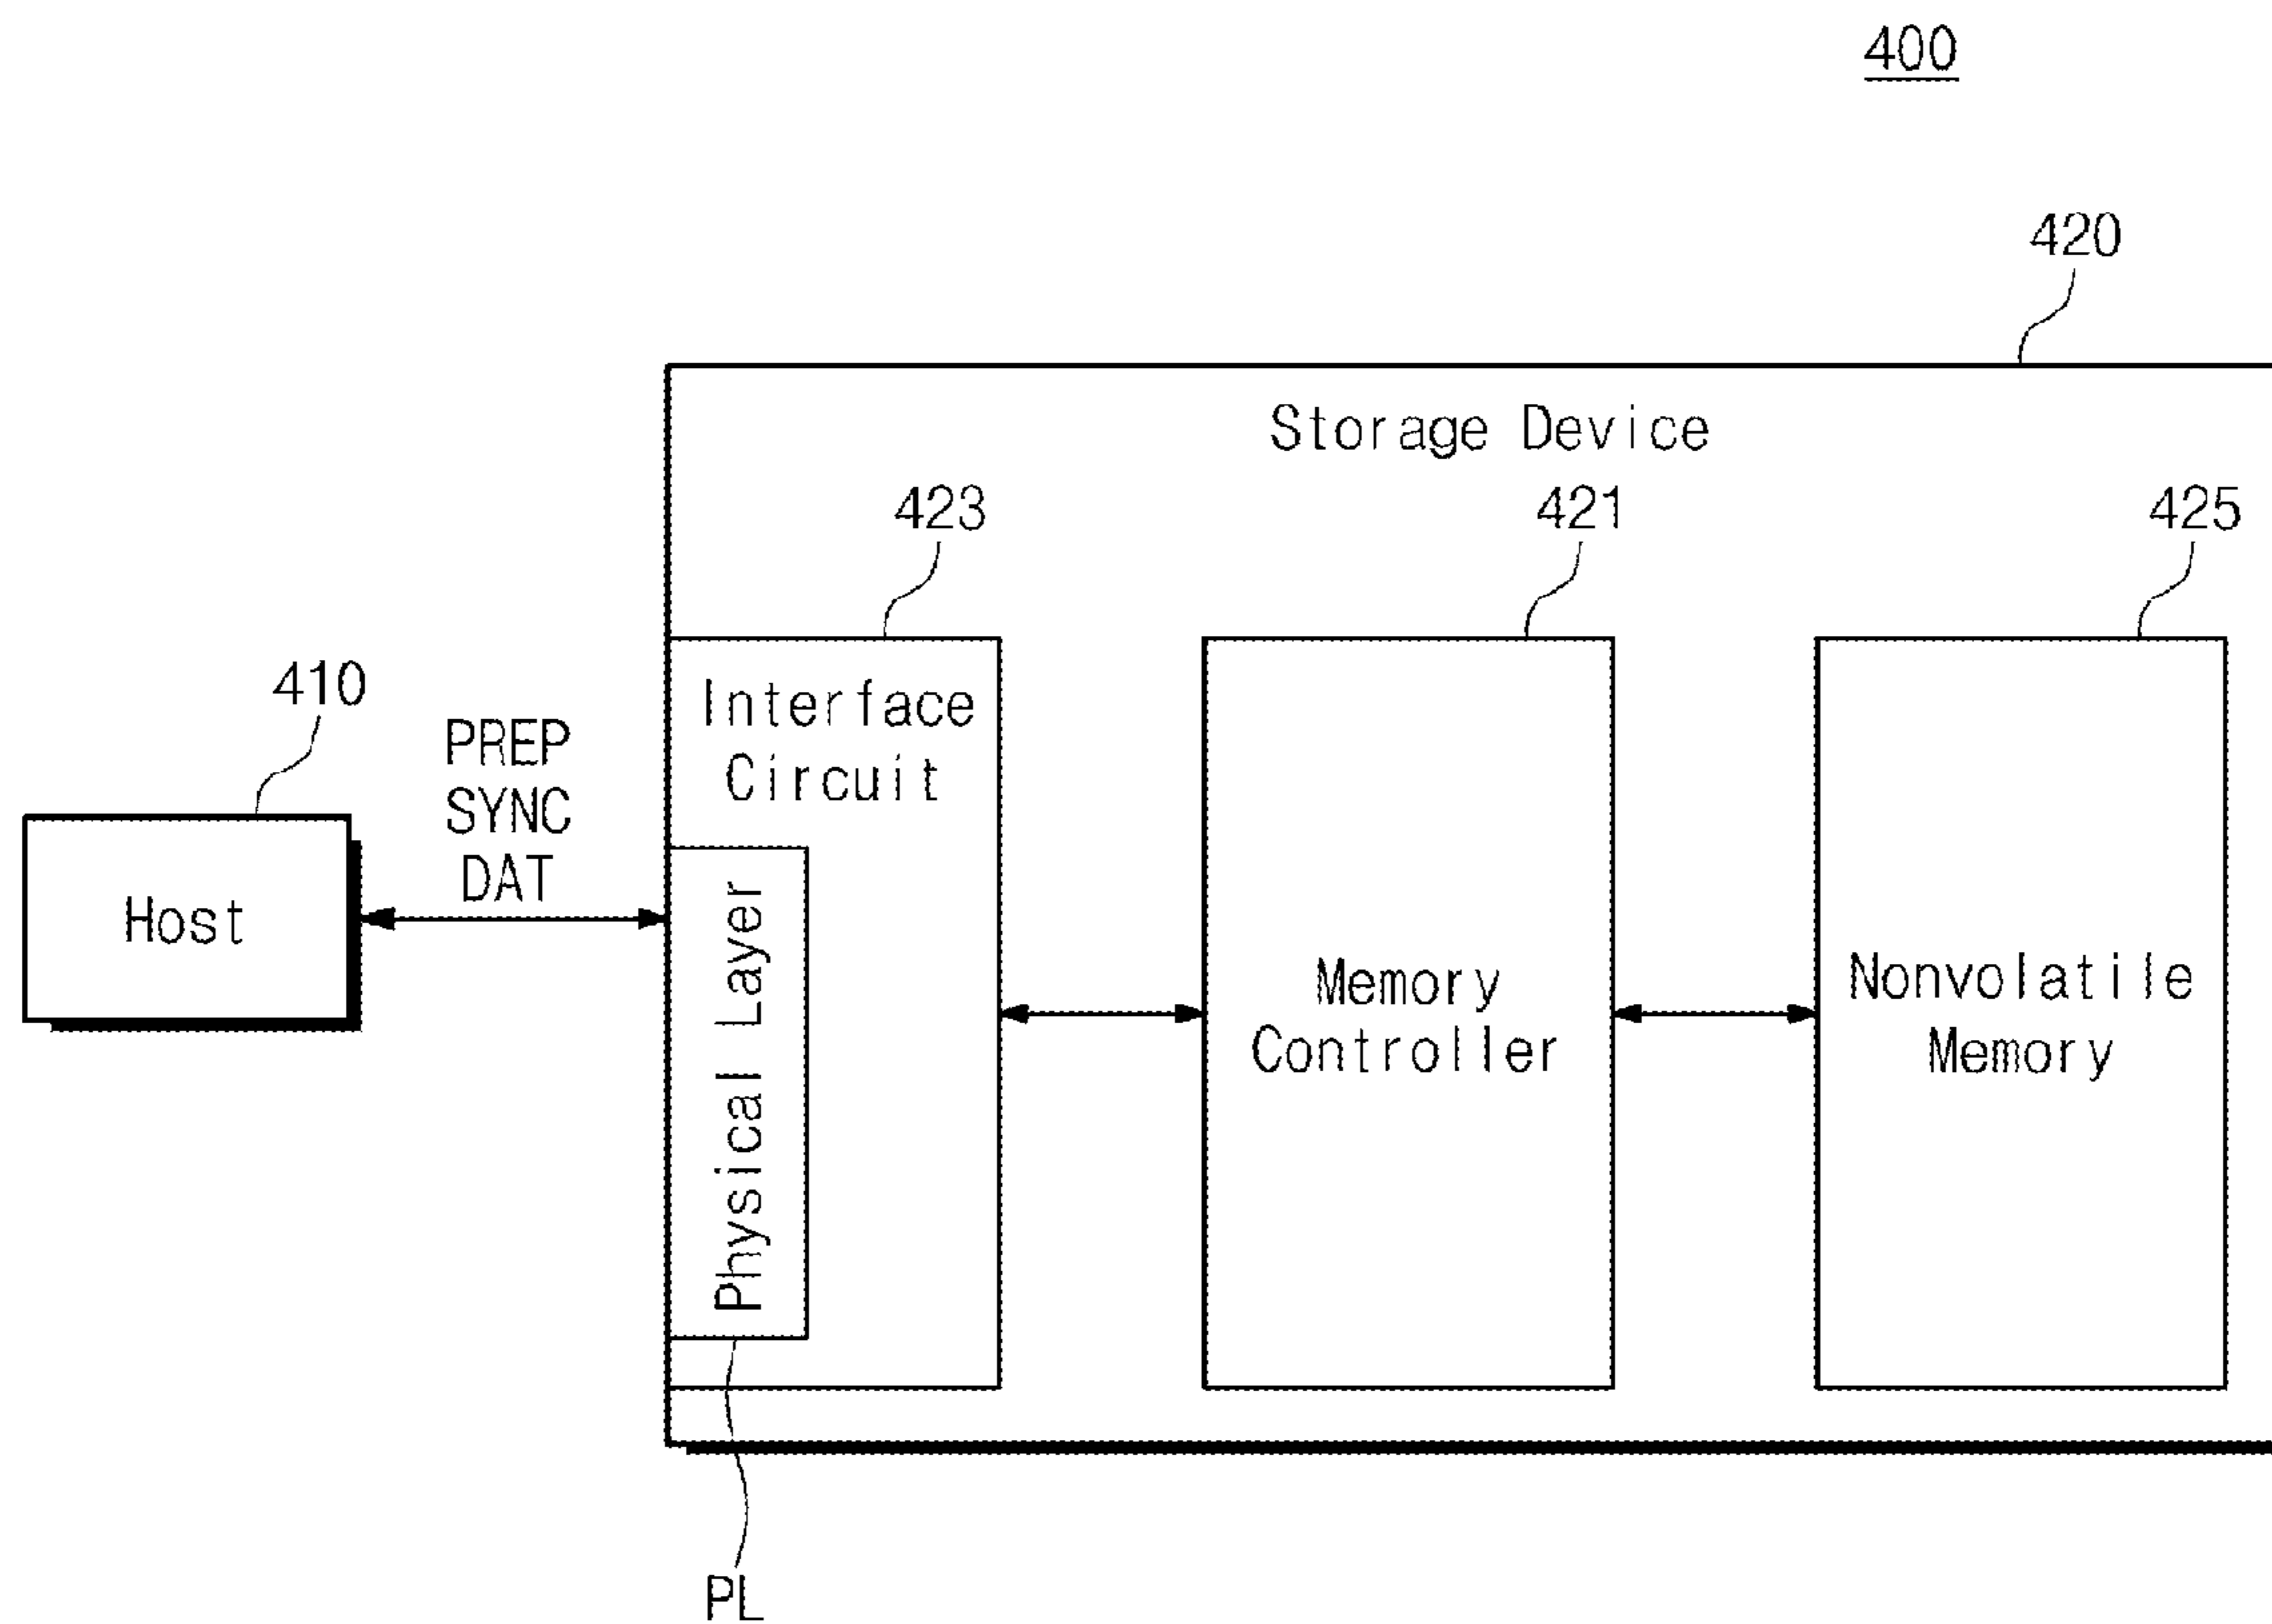 400
420
Storage Device
423
421
425
410
PREP
SYNC
DAT
Interface
Circuit
Host
Physical Layer
Memory
Controller
Nonvolatile
Memory
PL